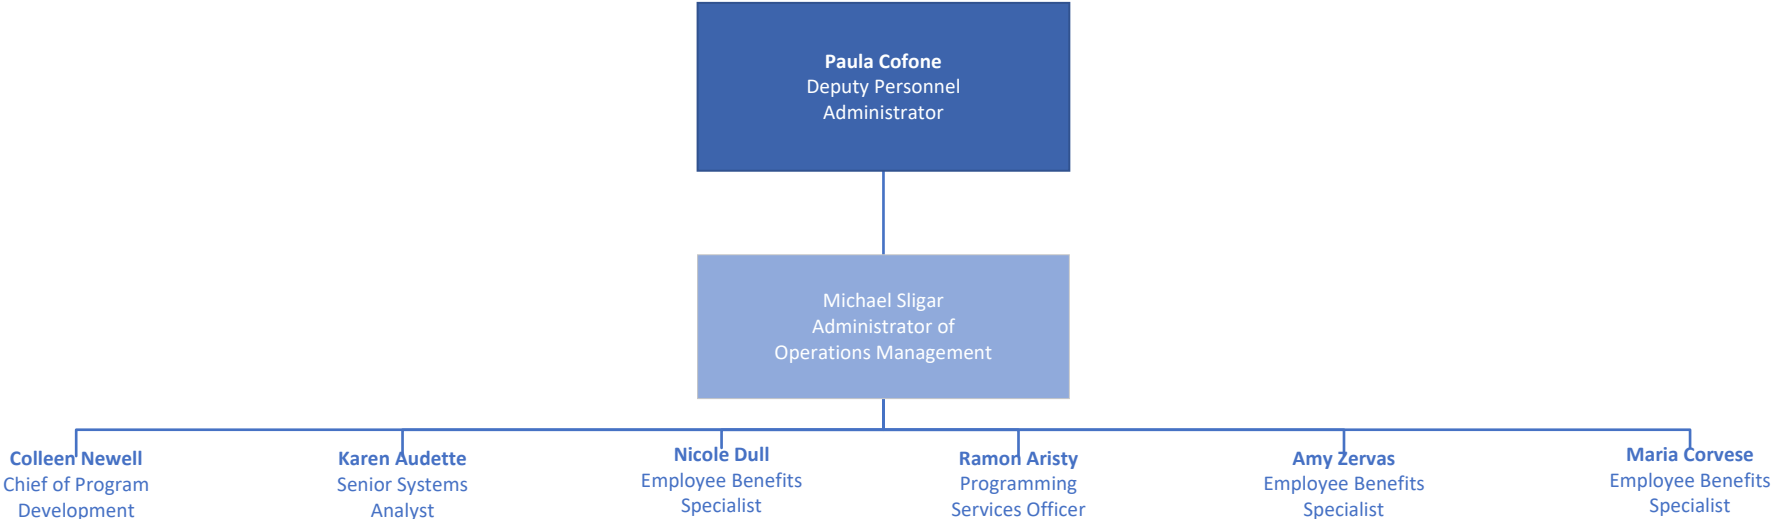 Paula Cofone
Deputy Personnel
Administrator
Michael Sligar
Administrator of
Operations Management
Colleen Newell
Chief of Program
Development
Karen Audette
Senior Systems
Analyst
Nicole Dull
Employee Benefits
Specialist
Ramon Aristy
Programming
Services Officer
Amy Zervas
Employee Benefits
Specialist
Maria Corvese
Employee Benefits
Specialist